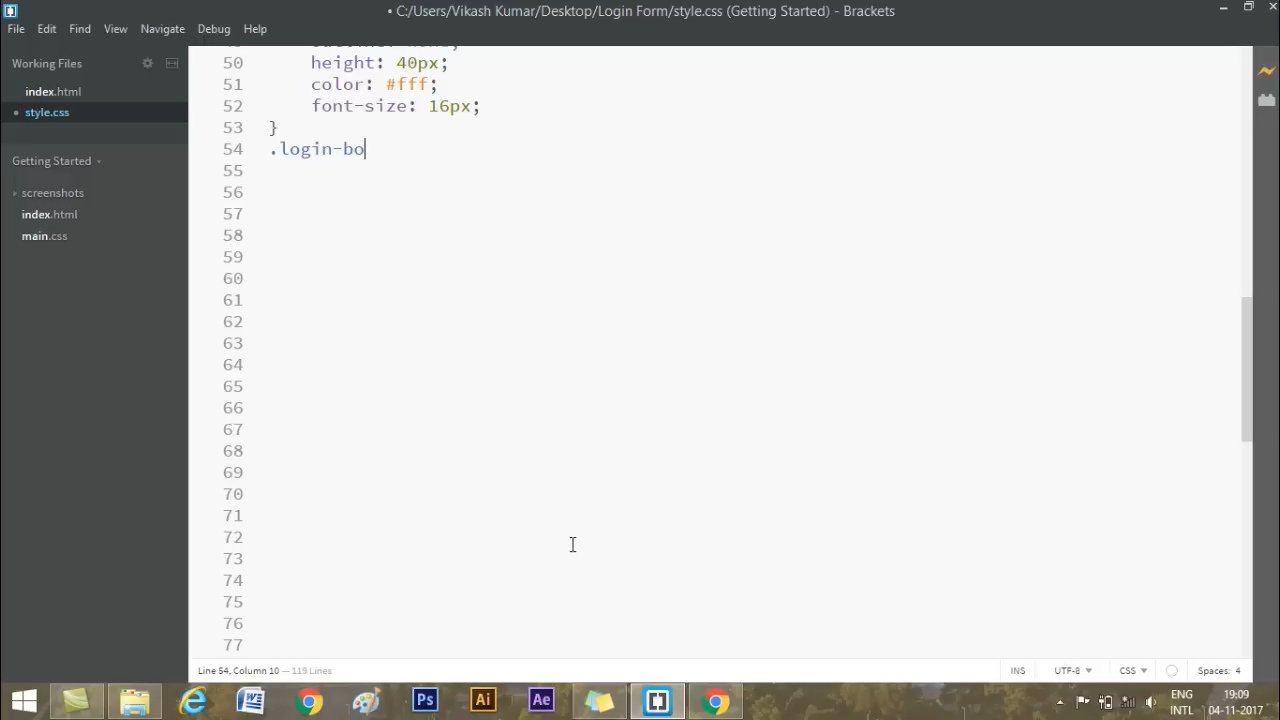 • C:/Users/Vikash Kumar/Desktop/Login Form/style.css (Getting Started) - Brackets
File Edit Find View Navigate Debug Help
Working Files
index.html
style.css
Getting Started
screenshots
index.html
main.css
50 height: 40px;
51 color: #fff;
52 font-size: 16px;
53 }
54 .login-bo
55
56
57
58
59
60
61
62
63
64
65
66
67
68
69
70
71
72
73
74
75
76
77
Line 54, Column 10 — 119 Lines
INS UTF-8 CSS Spaces: 4
Ps Ai Ae
ENG 19:09
INTL 04-11-2017